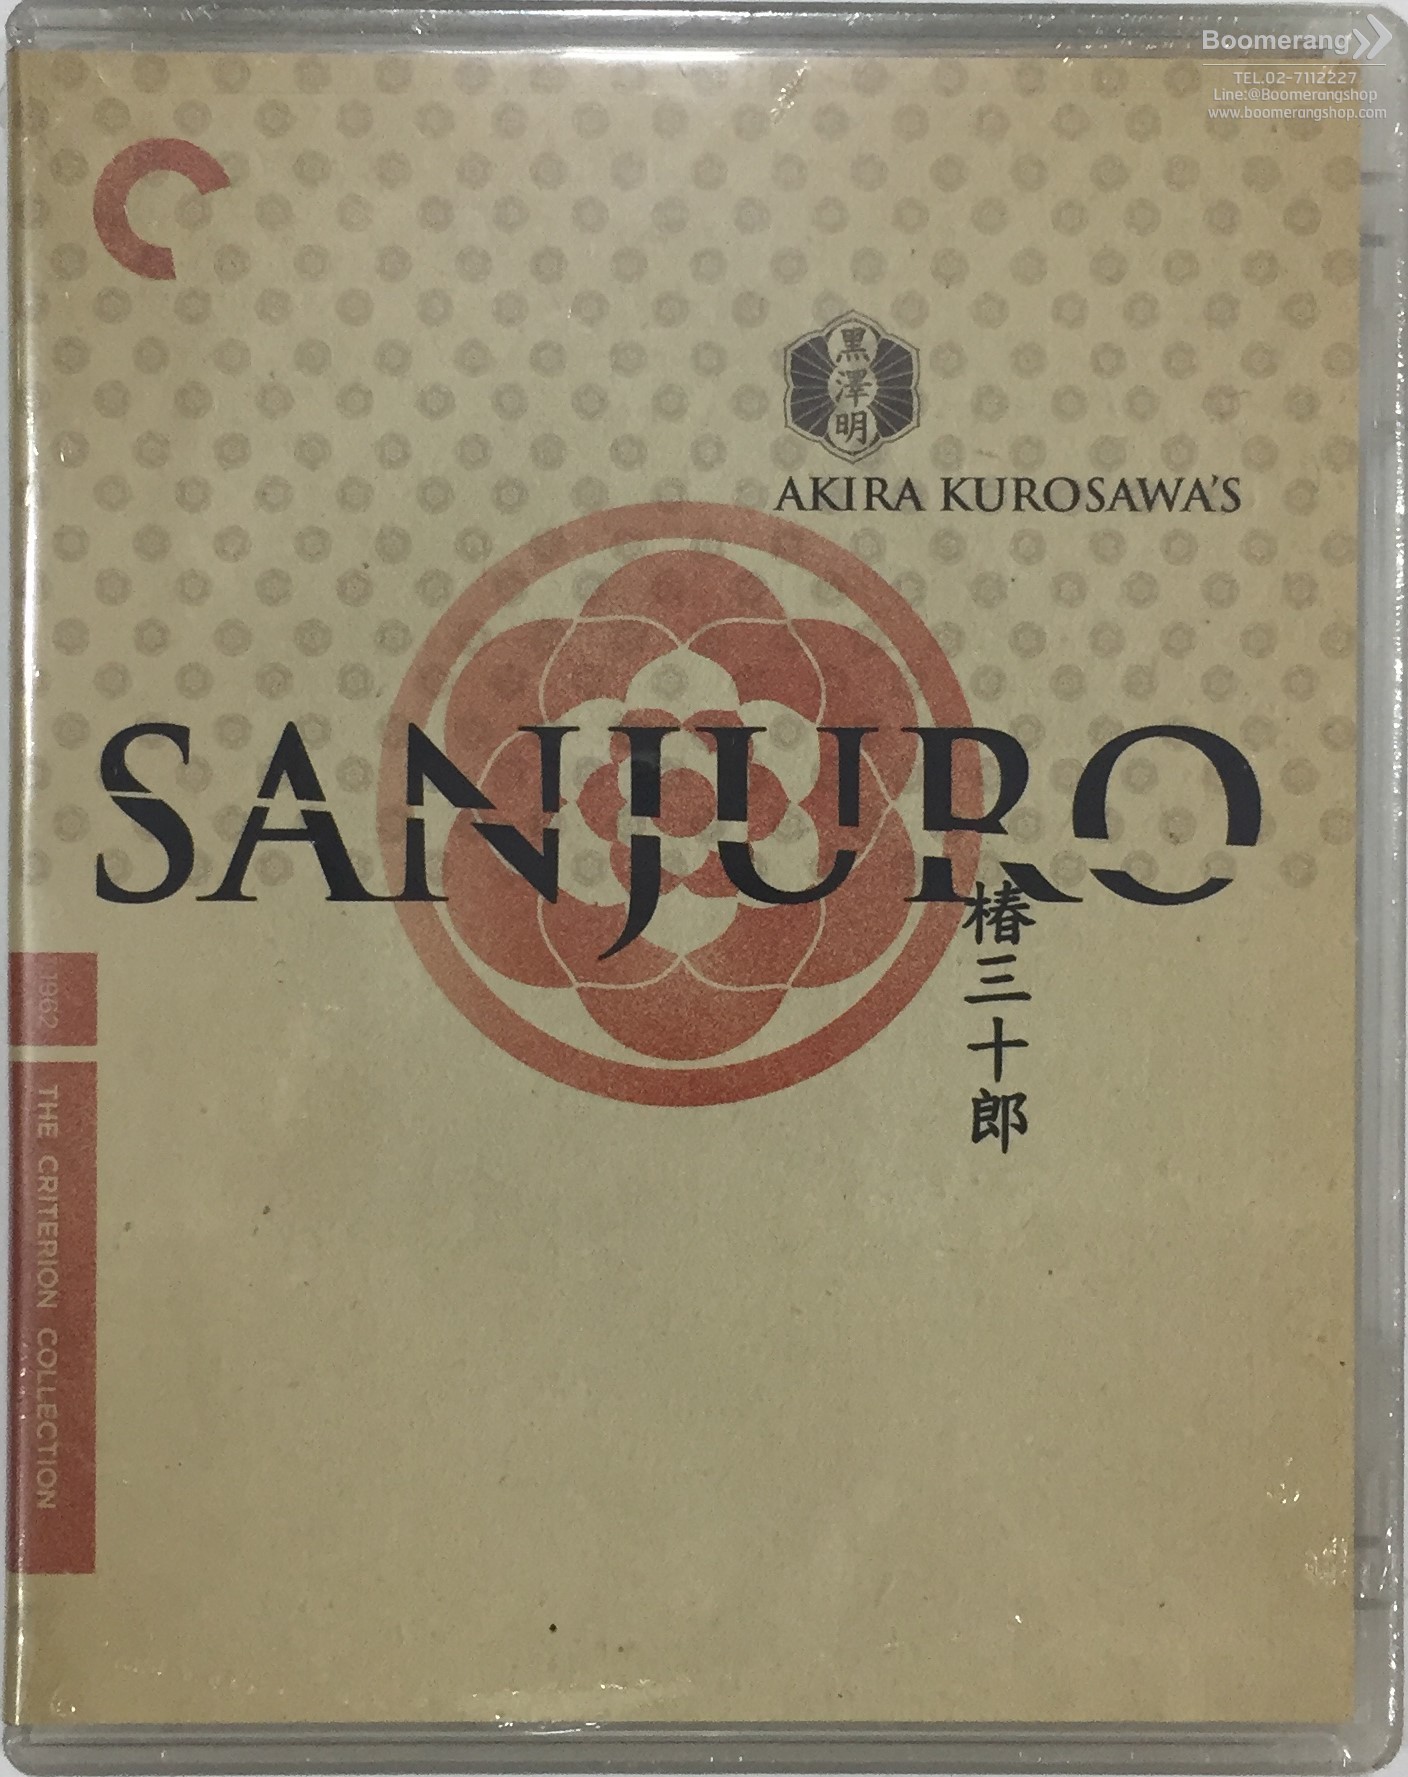 Boomerang
TEL.02-7112227
Line:@Boomerangshop
www.boomerangshop.com
黒澤明
AKIRA KUROSAWA'S
SANJURO
椿三十郎
1962
THE CRITERION COLLECTION